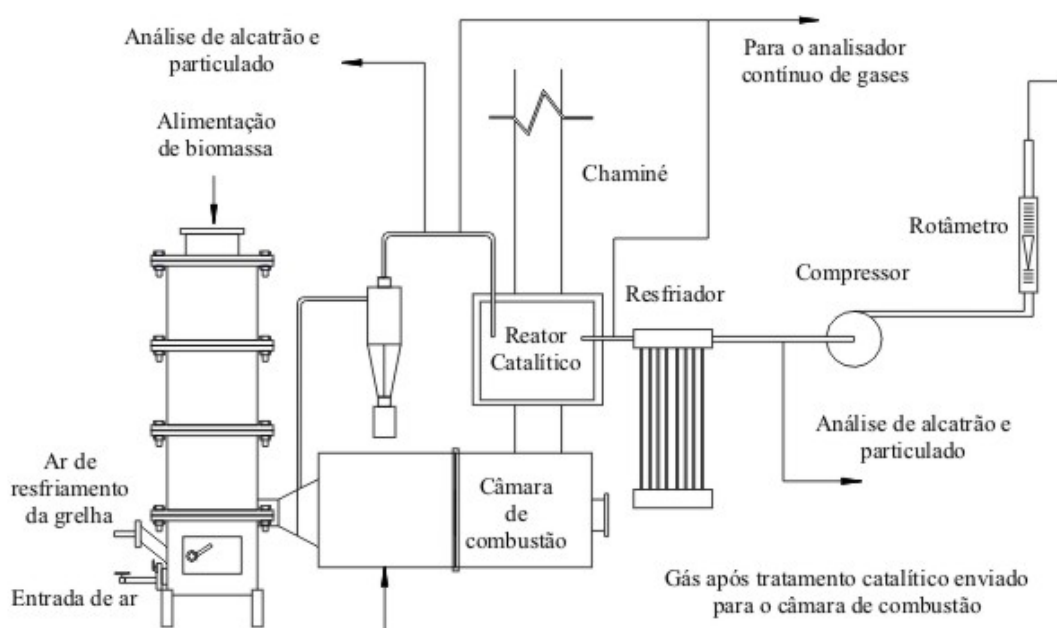 Análise de alcatrão e
particulado
Para o analisador
contínuo de gases
Alimentação
de biomassa
Chaminé
Rotâmetro
Compressor
Resfriador
Reator
Catalítico
Análise de alcatrão e
particulado
Ar de
resfriamento
da grelha
Câmara
de
combustão
Entrada de ar
Gás após tratamento catalítico enviado
para o câmara de combustão